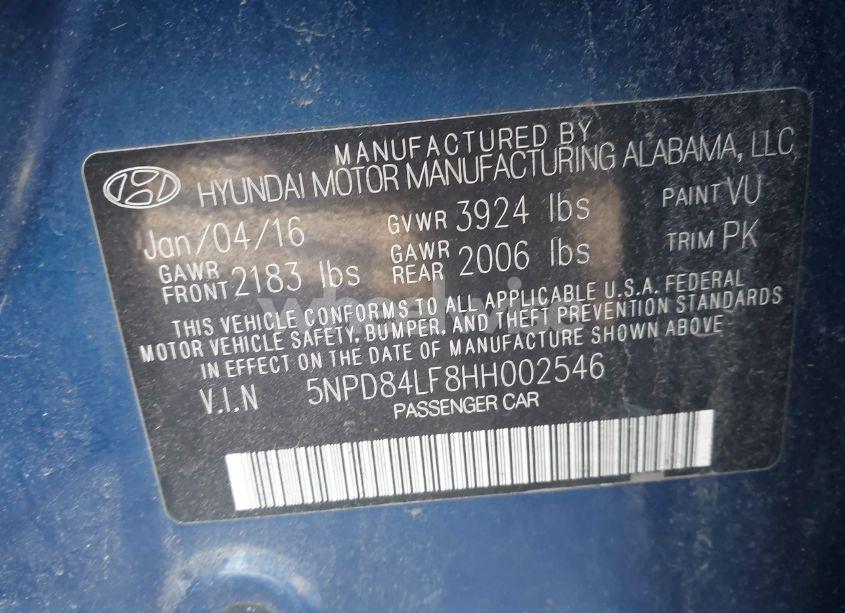 MANUFACTURED BY
HYUNDAI MOTOR MANUFACTURING ALABAMA, LLC
Jan/04/16 GVWR 3924 lbs PAINT VU
GAWR FRONT 2183 lbs GAWR REAR 2006 lbs TRIM PK
THIS VEHICLE CONFORMS TO ALL APPLICABLE U.S.A. FEDERAL
MOTOR VEHICLE SAFETY, BUMPER, AND THEFT PREVENTION STANDARDS
IN EFFECT ON THE DATE OF MANUFACTURE SHOWN ABOVE
V.I.N 5NPD84LF8HH002546
PASSENGER CAR